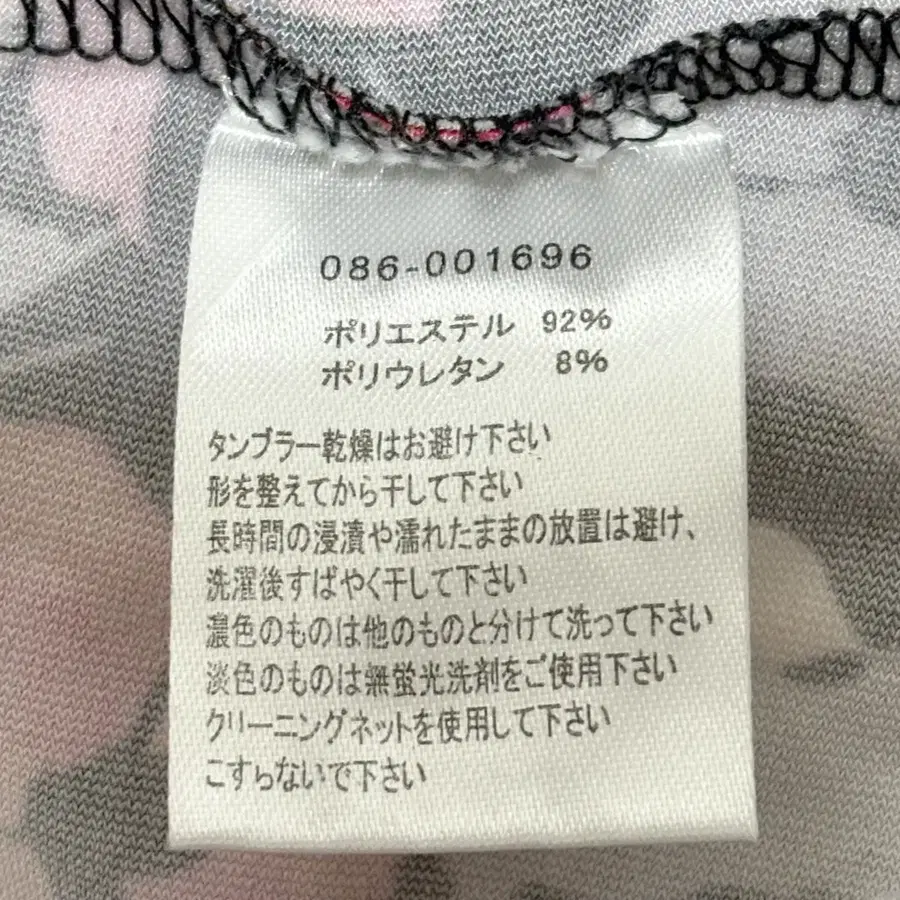 086-001696
ポリエステル 92%
ポリウレタン 8%
タンブラー乾燥はお避け下さい
形を整えてから干して下さい
長時間の浸漬や濡れたままの放置は避け、
洗濯後すばやく干して下さい
濃色のものは他のものと分けて洗って下さい
淡色のものは無蛍光洗剤をご使用下さい
クリーニングネットを使用して下さい
こすらないで下さい